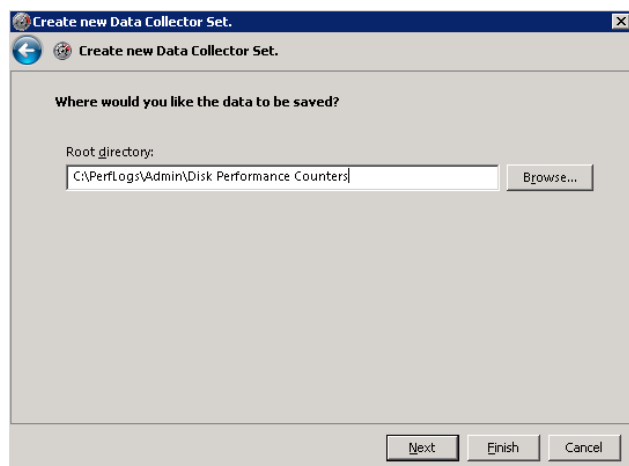 Create new Data Collector Set.
Create new Data Collector Set.
Where would you like the data to be saved?
Root directory:
C:\PerfLogs\Admin\Disk Performance Counters
Browse...
Next
Finish
Cancel